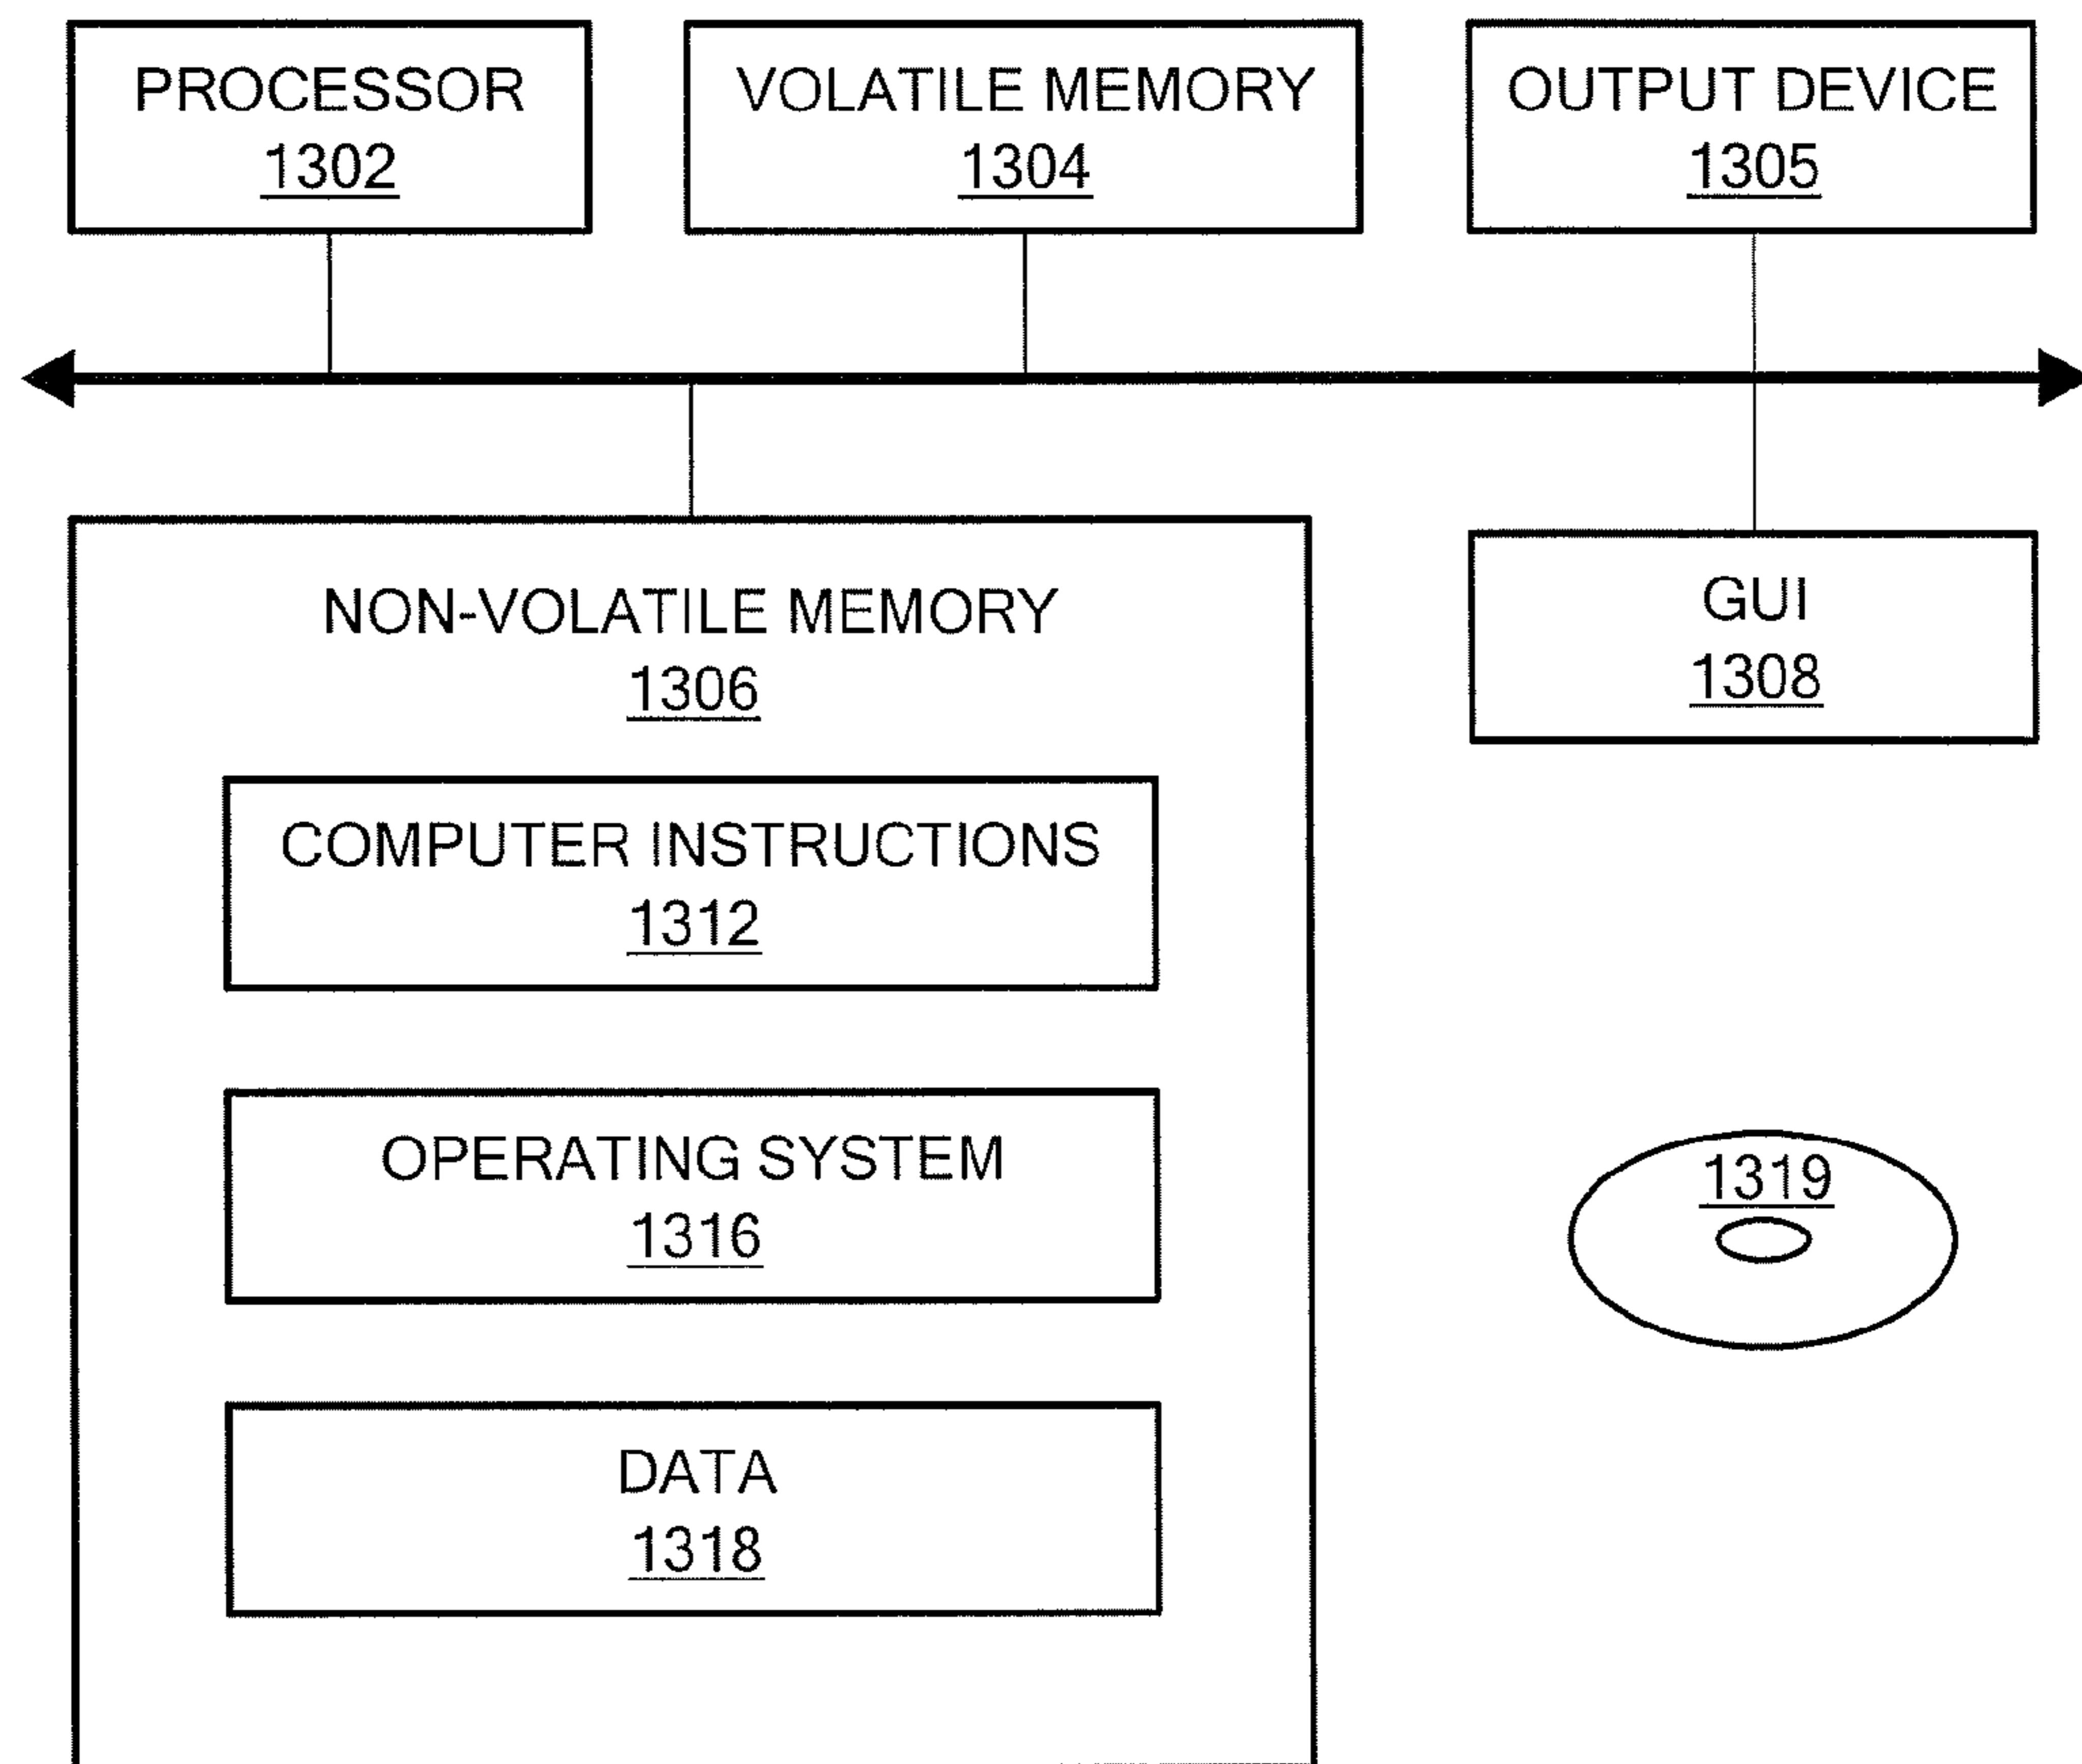 PROCESSOR
1302
VOLATILE MEMORY
1304
OUTPUT DEVICE
1305
NON-VOLATILE MEMORY
1306
GUI
1308
COMPUTER INSTRUCTIONS
1312
OPERATING SYSTEM
1316
1319
DATA
1318